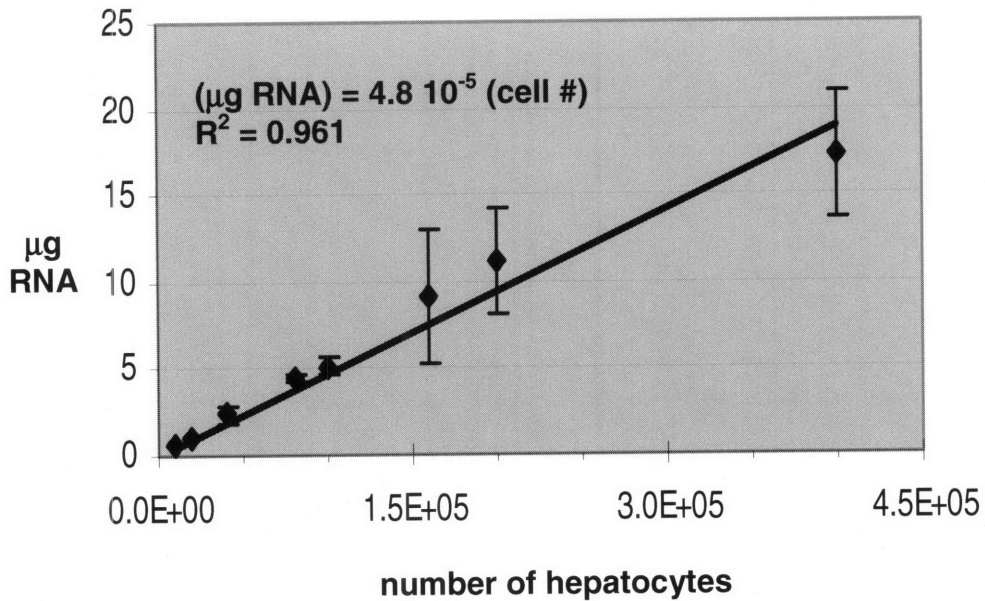 25
20
15
10
5
0
(μg RNA) = 4.8 10⁻⁵ (cell #)
R² = 0.961
μg
RNA
0.0E+00 1.5E+05 3.0E+05 4.5E+05
number of hepatocytes